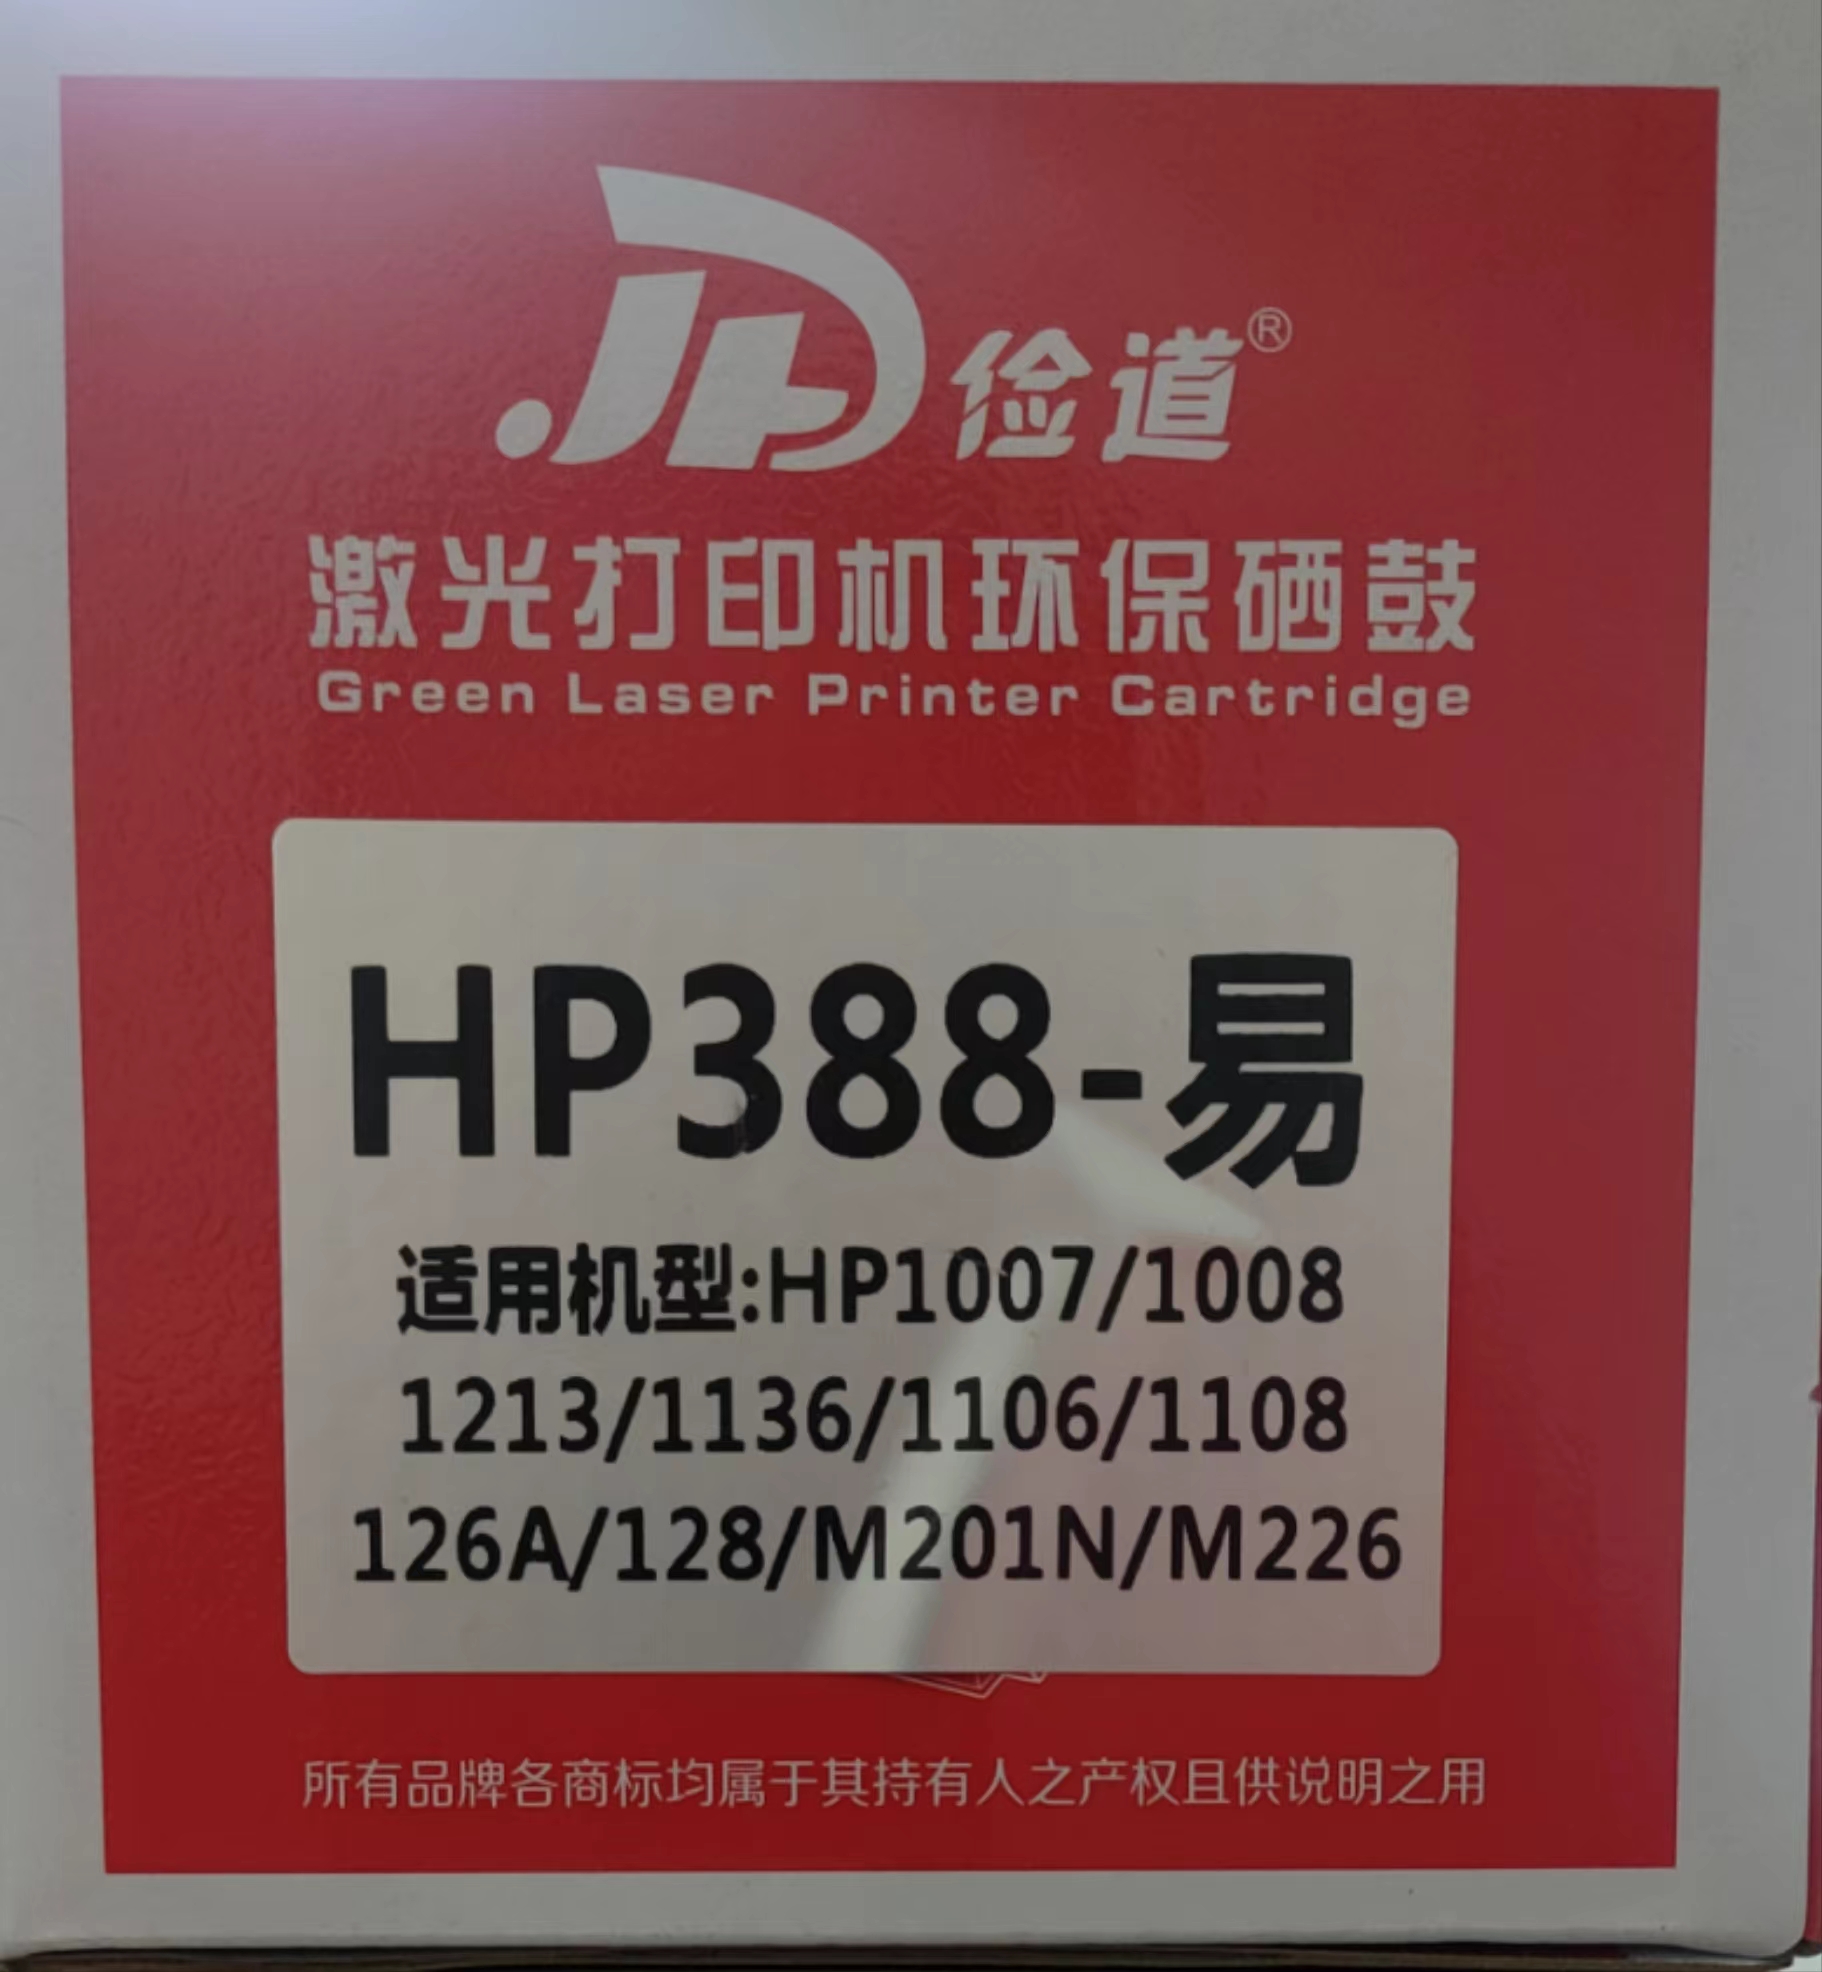 JD 俭道®
激光打印机环保硒鼓
Green Laser Printer Cartridge
HP388-易
适用机型:HP1007/1008
1213/1136/1106/1108
126A/128/M201N/M226
所有品牌各商标均属于其持有人之产权且供说明之用